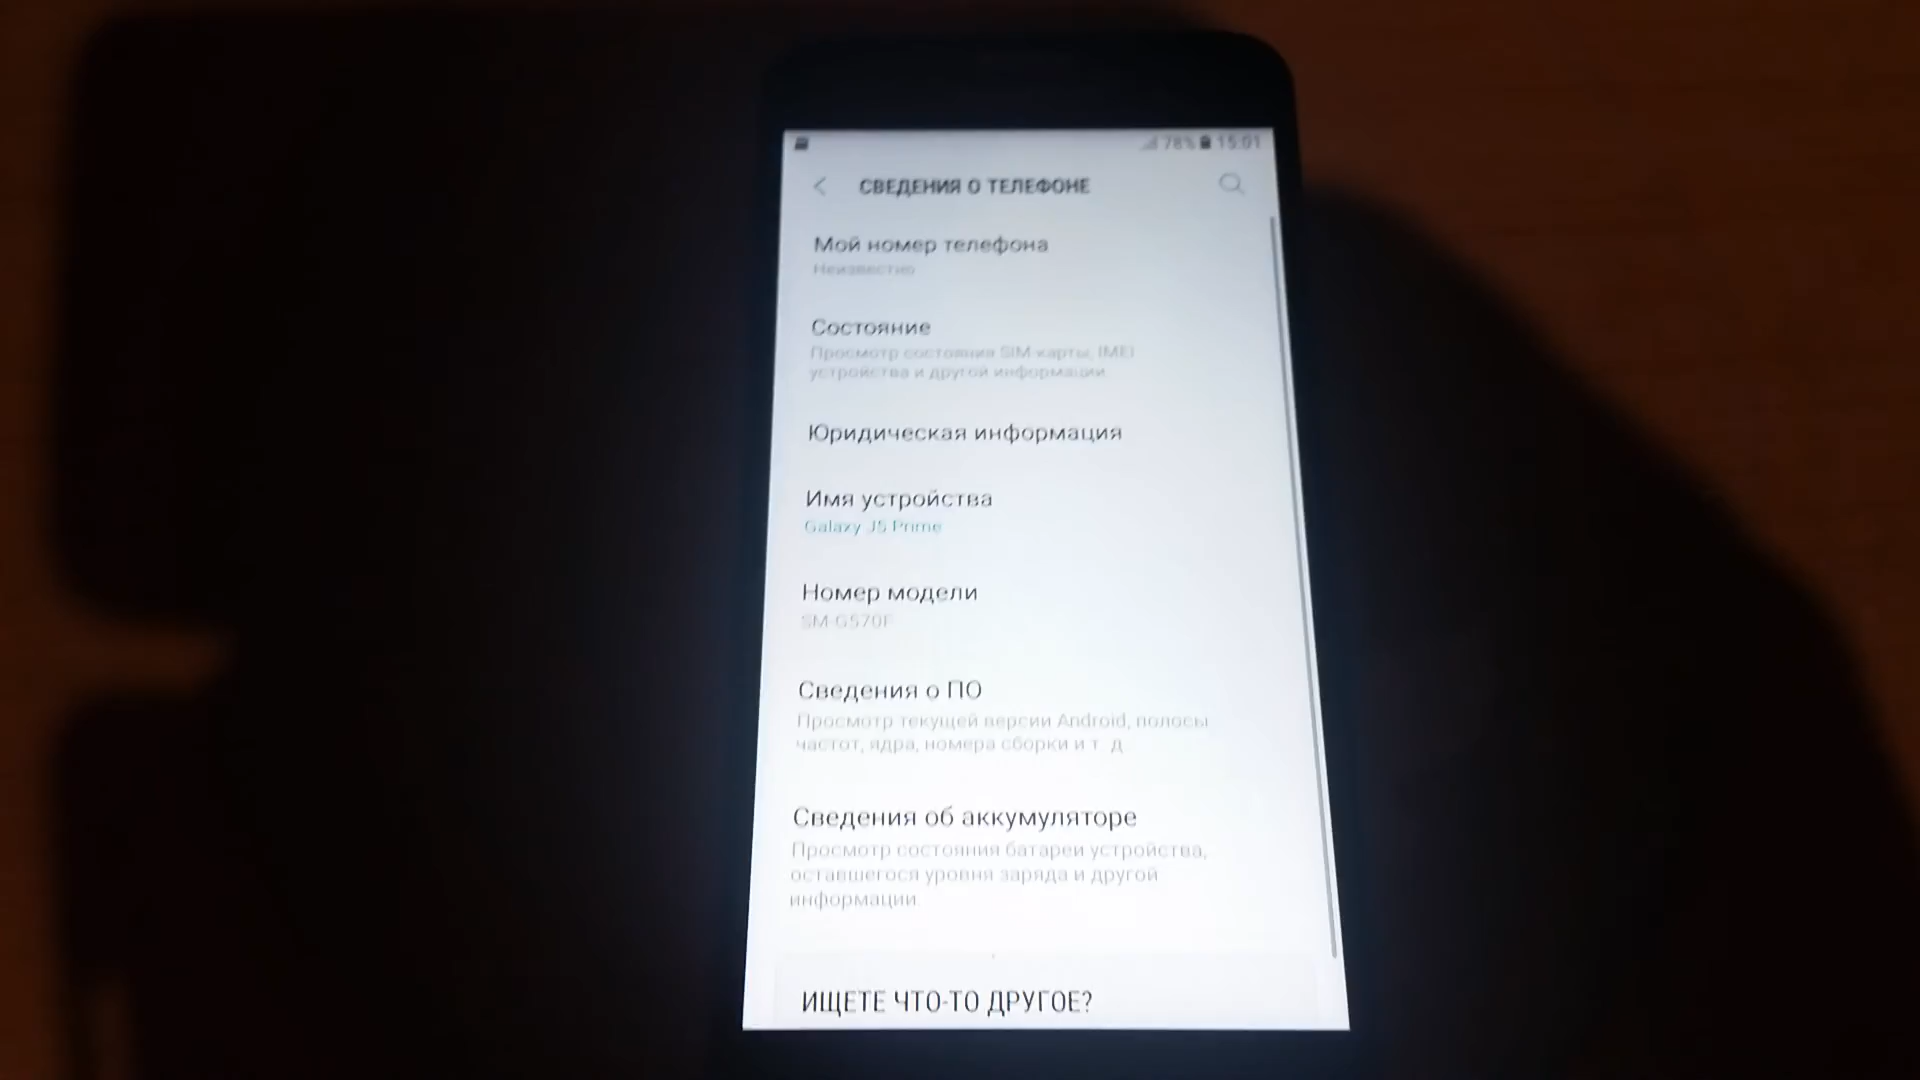 78% 15:01
СВЕДЕНИЯ О ТЕЛЕФОНЕ
Мой номер телефона
Неизвестно
Состояние
Просмотр состояния SIM-карты, IMEI
устройства и другой информации
Юридическая информация
Имя устройства
Galaxy J5 Prime
Номер модели
SM-G570F
Сведения о ПО
Просмотр текущей версии Android, полосы
частот, ядра, номера сборки и т. д
Сведения об аккумуляторе
Просмотр состояния батареи устройства,
оставшегося уровня заряда и другой
информации
ИЩЕТЕ ЧТО-ТО ДРУГОЕ?